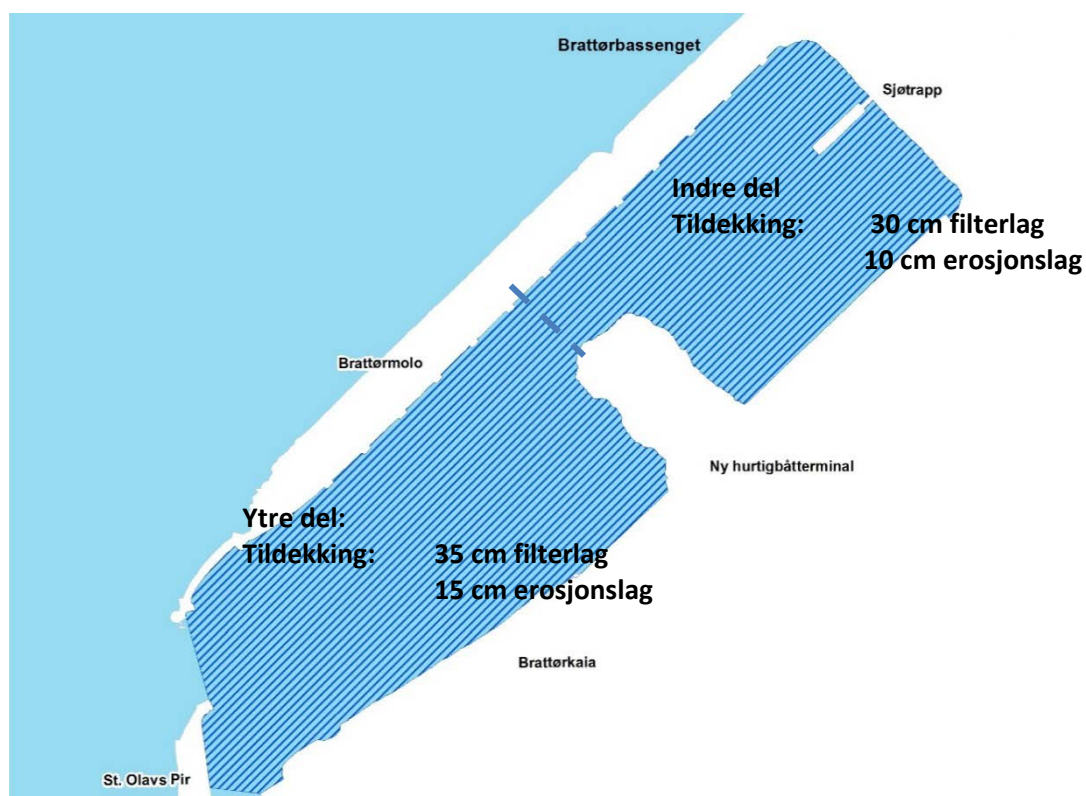 Brattørbassenget
Sjøtrapp
Indre del
Tildekking: 30 cm filterlag
10 cm erosjonslag
Brattørmolo
Ny hurtigbåtterminal
Ytre del:
Tildekking: 35 cm filterlag
15 cm erosjonslag
Brattørkaia
St. Olavs Pir